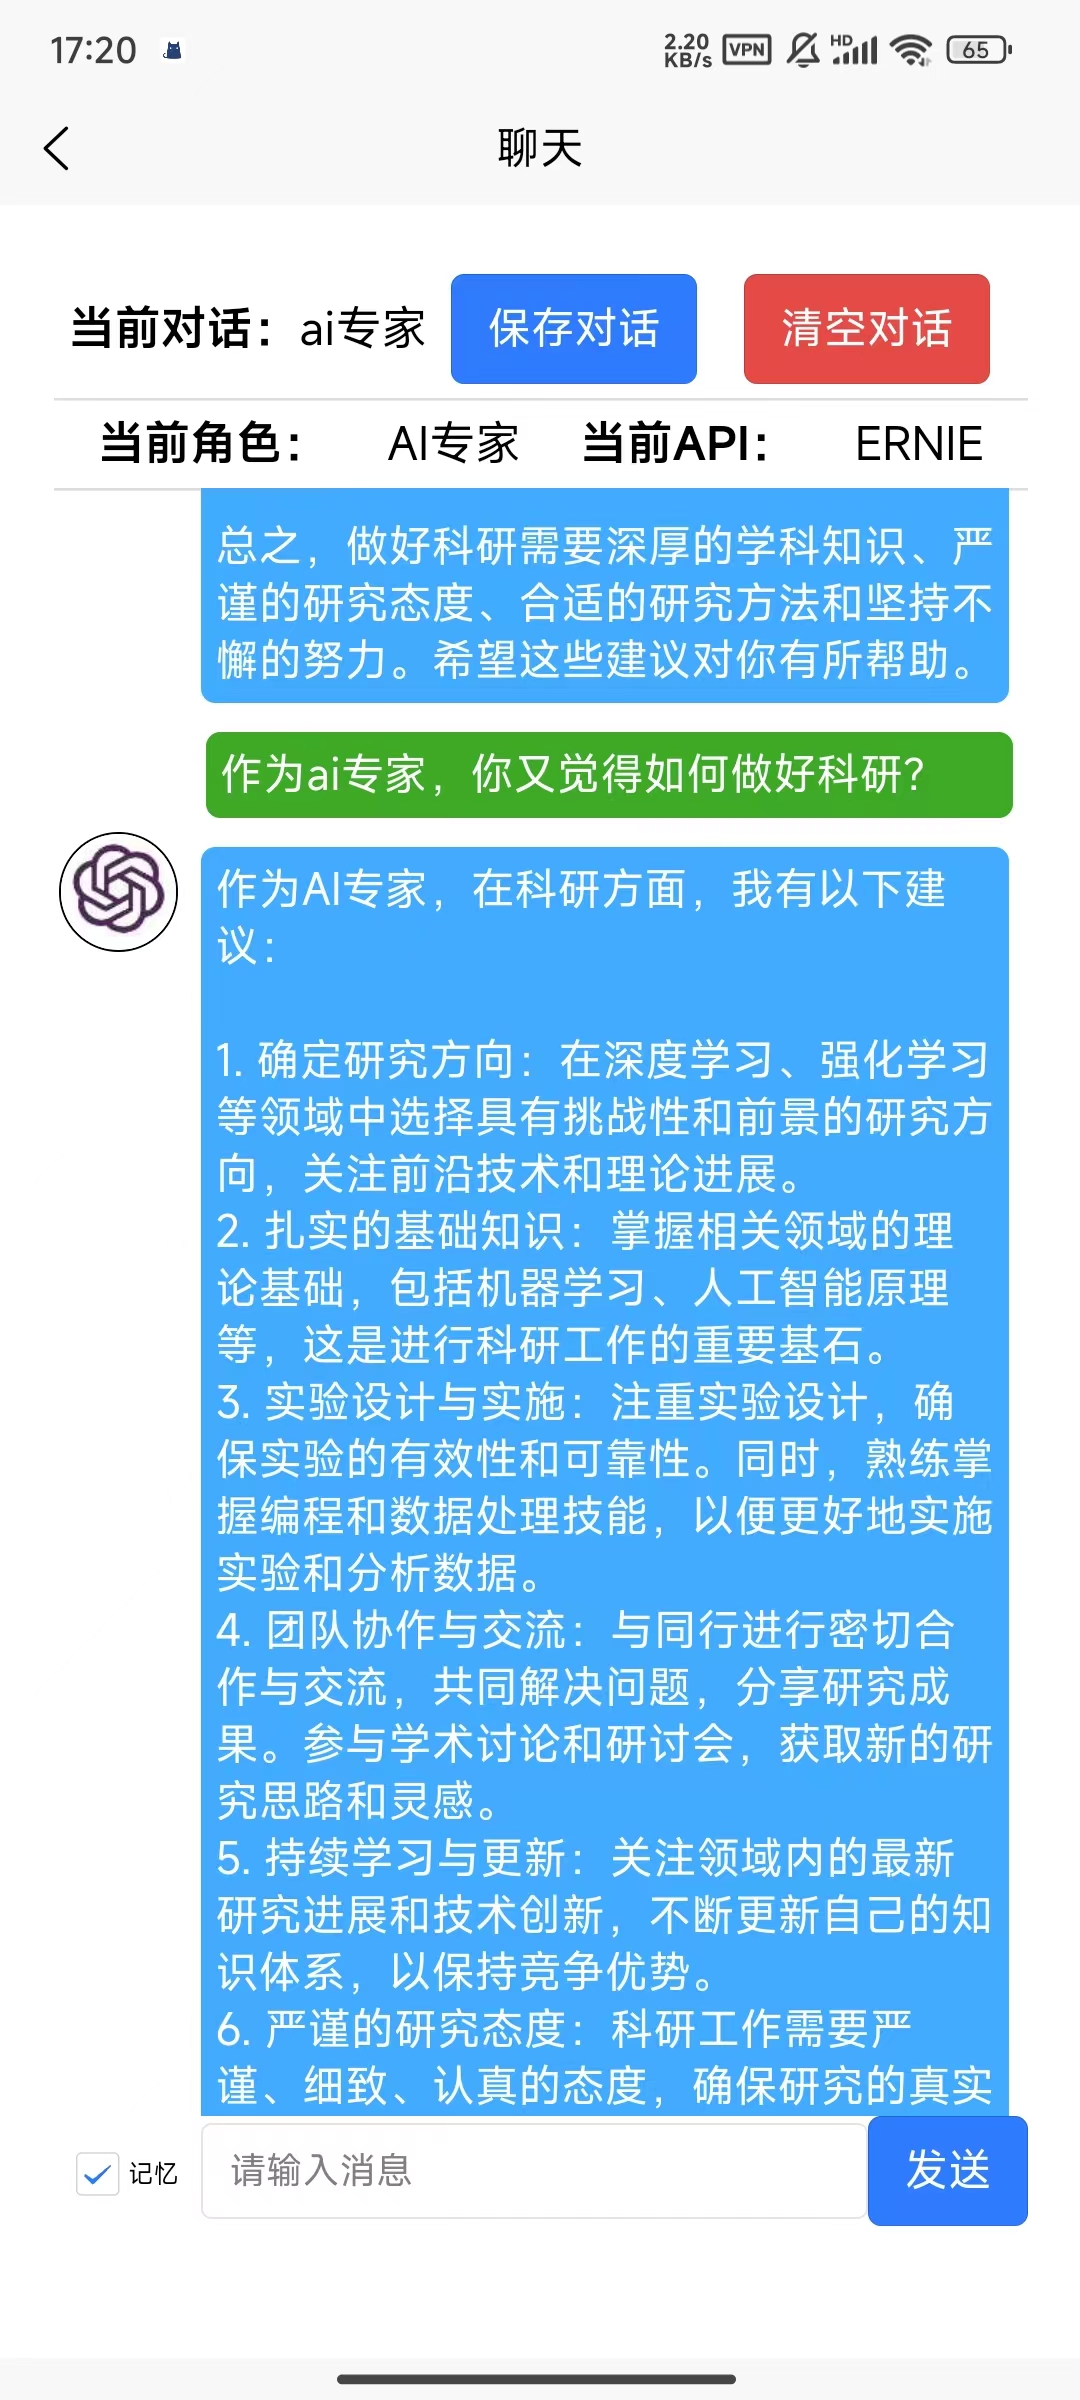 17:20
2.20 KB/s VPN HD 65
聊天
当前对话：ai专家 保存对话 清空对话
当前角色： AI专家 当前API： ERNIE
总之，做好科研需要深厚的学科知识、严
谨的研究态度、合适的研究方法和坚持不
懈的努力。希望这些建议对你有所帮助。
作为ai专家，你又觉得如何做好科研？
作为AI专家，在科研方面，我有以下建
议：
1. 确定研究方向：在深度学习、强化学习
等领域中选择具有挑战性和前景的研究方
向，关注前沿技术和理论进展。
2. 扎实的基础知识：掌握相关领域的理
论基础，包括机器学习、人工智能原理
等，这是进行科研工作的重要基石。
3. 实验设计与实施：注重实验设计，确
保实验的有效性和可靠性。同时，熟练掌
握编程和数据处理技能，以便更好地实施
实验和分析数据。
4. 团队协作与交流：与同行进行密切合
作与交流，共同解决问题，分享研究成
果。参与学术讨论和研讨会，获取新的研
究思路和灵感。
5. 持续学习与更新：关注领域内的最新
研究进展和技术创新，不断更新自己的知
识体系，以保持竞争优势。
6. 严谨的研究态度：科研工作需要严
谨、细致、认真的态度，确保研究的真实
记忆 请输入消息 发送